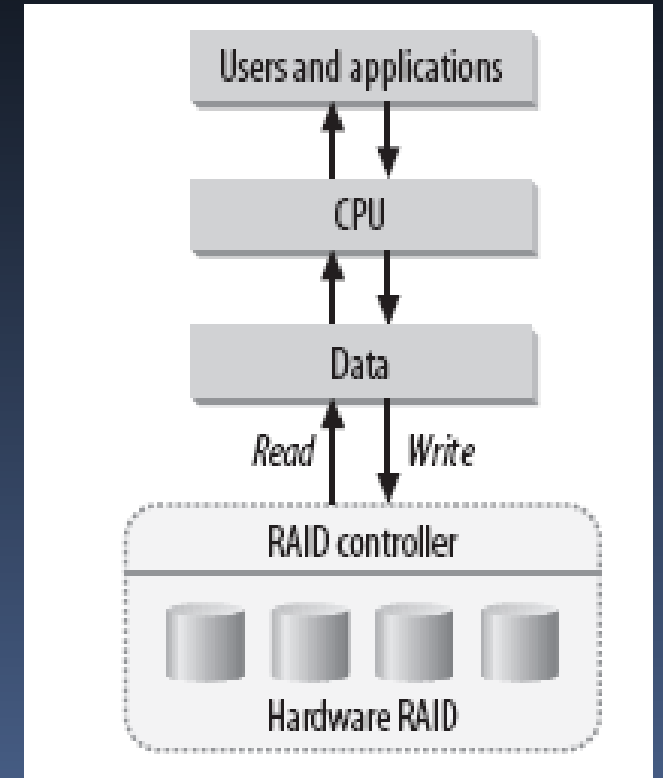 Users and applications
CPU
Data
Read Write
RAID controller
Hardware RAID